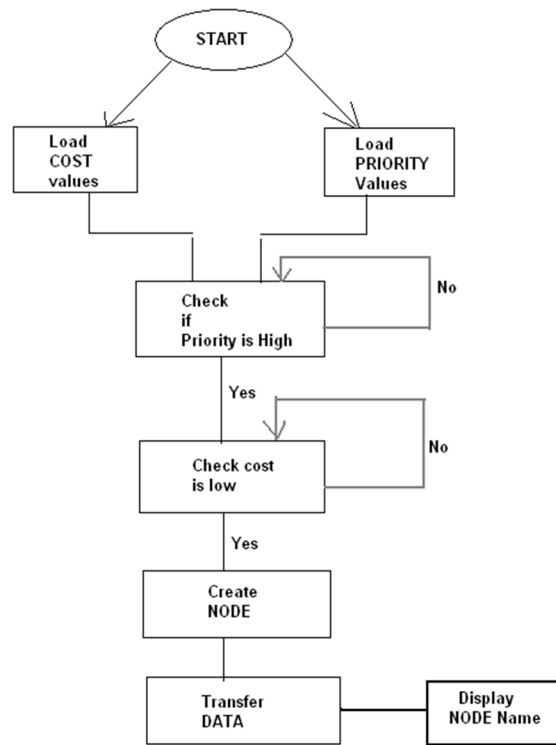 START
Load
COST
values
Load
PRIORITY
Values
Check
if
Priority is High
No
Yes
Check cost
is low
No
Yes
Create
NODE
Transfer
DATA
Display
NODE Name